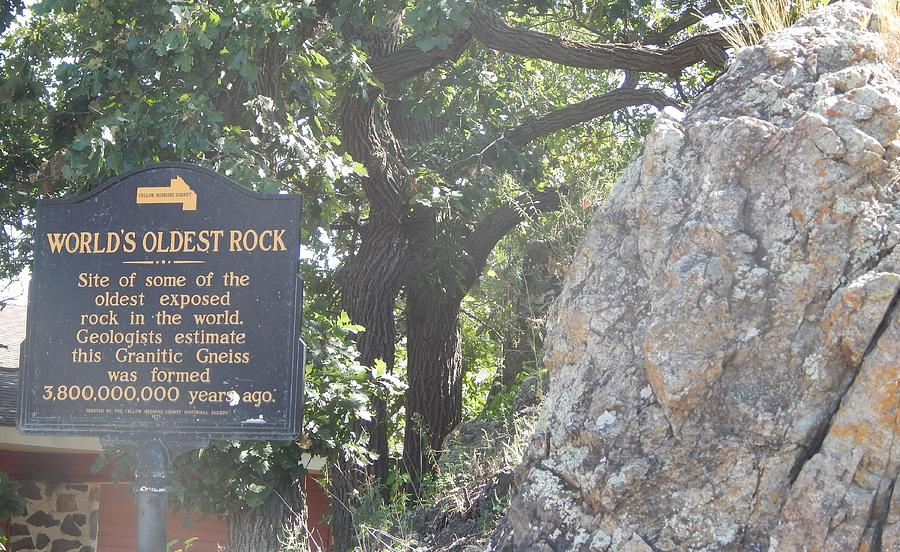 YELLOW MEDICINE COUNTY
WORLD'S OLDEST ROCK
Site of some of the
oldest exposed
rock in the world.
Geologists estimate
this Granitic Gneiss
was formed
3,800,000,000 years ago.
ERECTED BY THE YELLOW MEDICINE COUNTY HISTORICAL SOCIETY